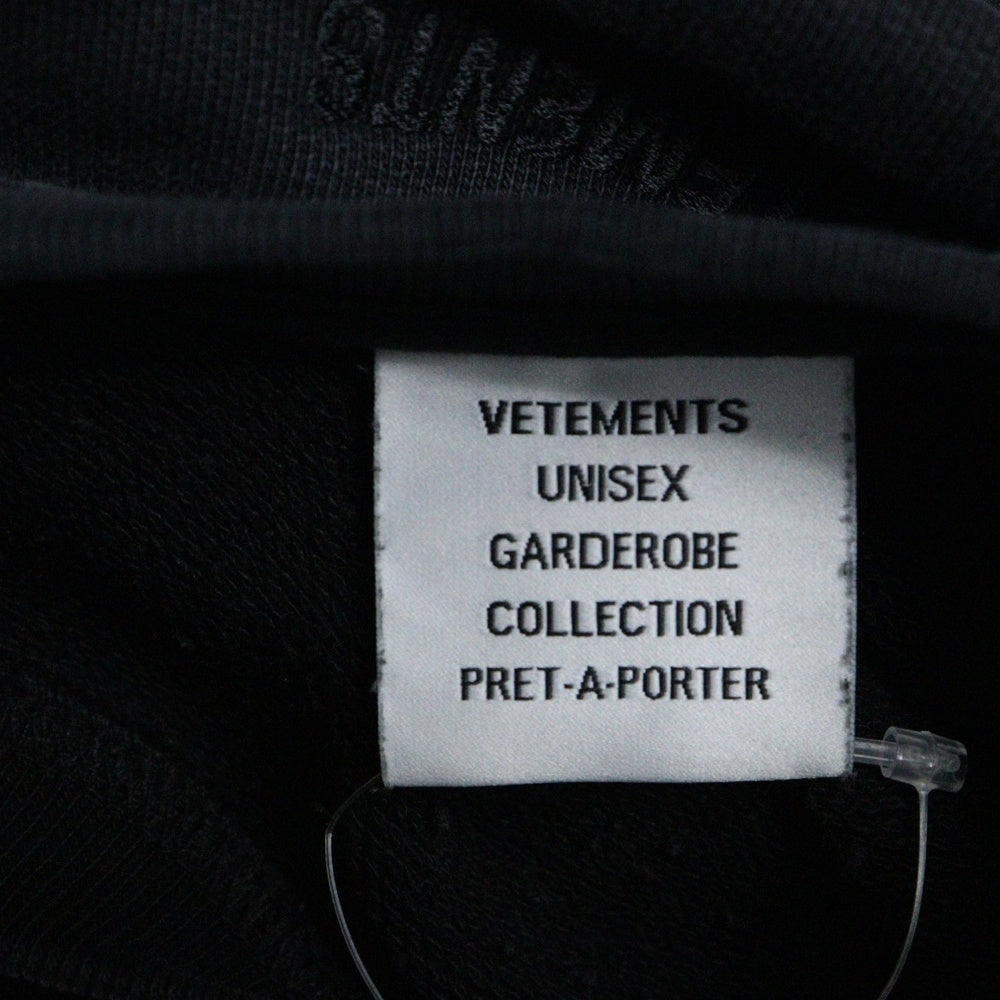 VETEMENTS
UNISEX
GARDEROBE
COLLECTION
PRET-A-PORTER